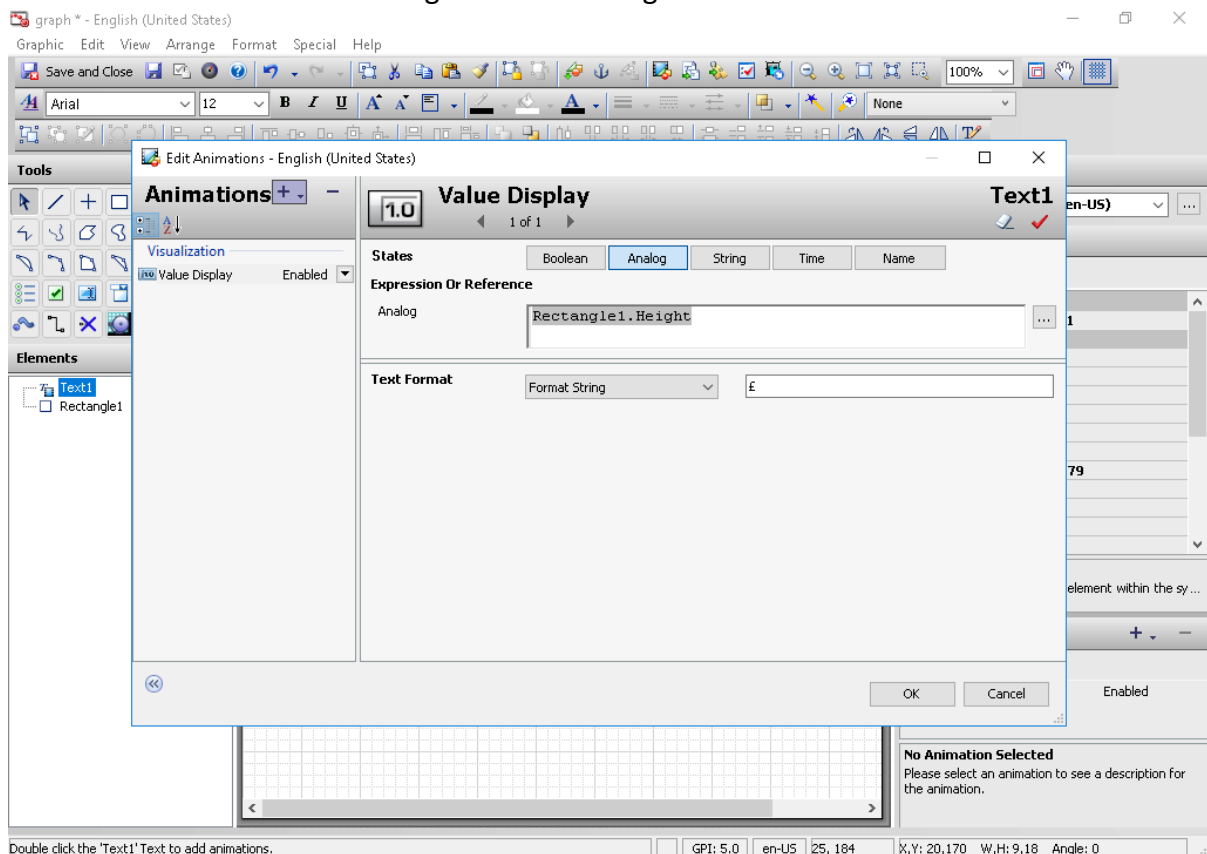 graph * - English (United States)
Graphic Edit View Arrange Format Special Help
Save and Close
100%
Arial 12 B I U A A A None
Tools
Edit Animations - English (United States)
Animations
Value Display
Text1
1.0
1 of 1
en-US)
Visualization
Value Display Enabled
States Boolean Analog String Time Name
Expression Or Reference
Analog Rectangle1.Height
1
Elements
Text1
Rectangle1
Text Format Format String £
79
element within the sy...
OK Cancel
Enabled
No Animation Selected
Please select an animation to see a description for
the animation.
Double click the 'Text1' Text to add animations. GPI: 5.0 en-US 25, 184 X,Y: 20,170 W,H: 9,18 Angle: 0